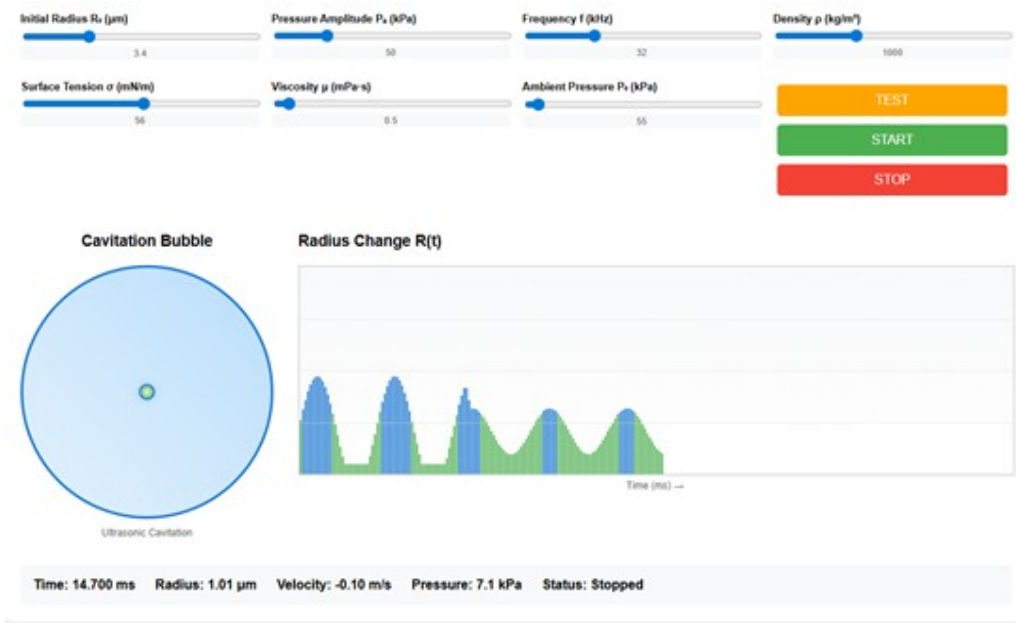 Initial Radius R₀ (μm)
Pressure Amplitude Pₐ (kPa)
Frequency f (kHz)
Density ρ (kg/m³)
3.4
50
32
1000
Surface Tension σ (mN/m)
Viscosity μ (mPa·s)
Ambient Pressure P₀ (kPa)
56
0.5
55
TEST
START
STOP
Cavitation Bubble
Radius Change R(t)
Time (ms) →
Ultrasonic Cavitation
Time: 14.700 ms Radius: 1.01 μm Velocity: -0.10 m/s Pressure: 7.1 kPa Status: Stopped